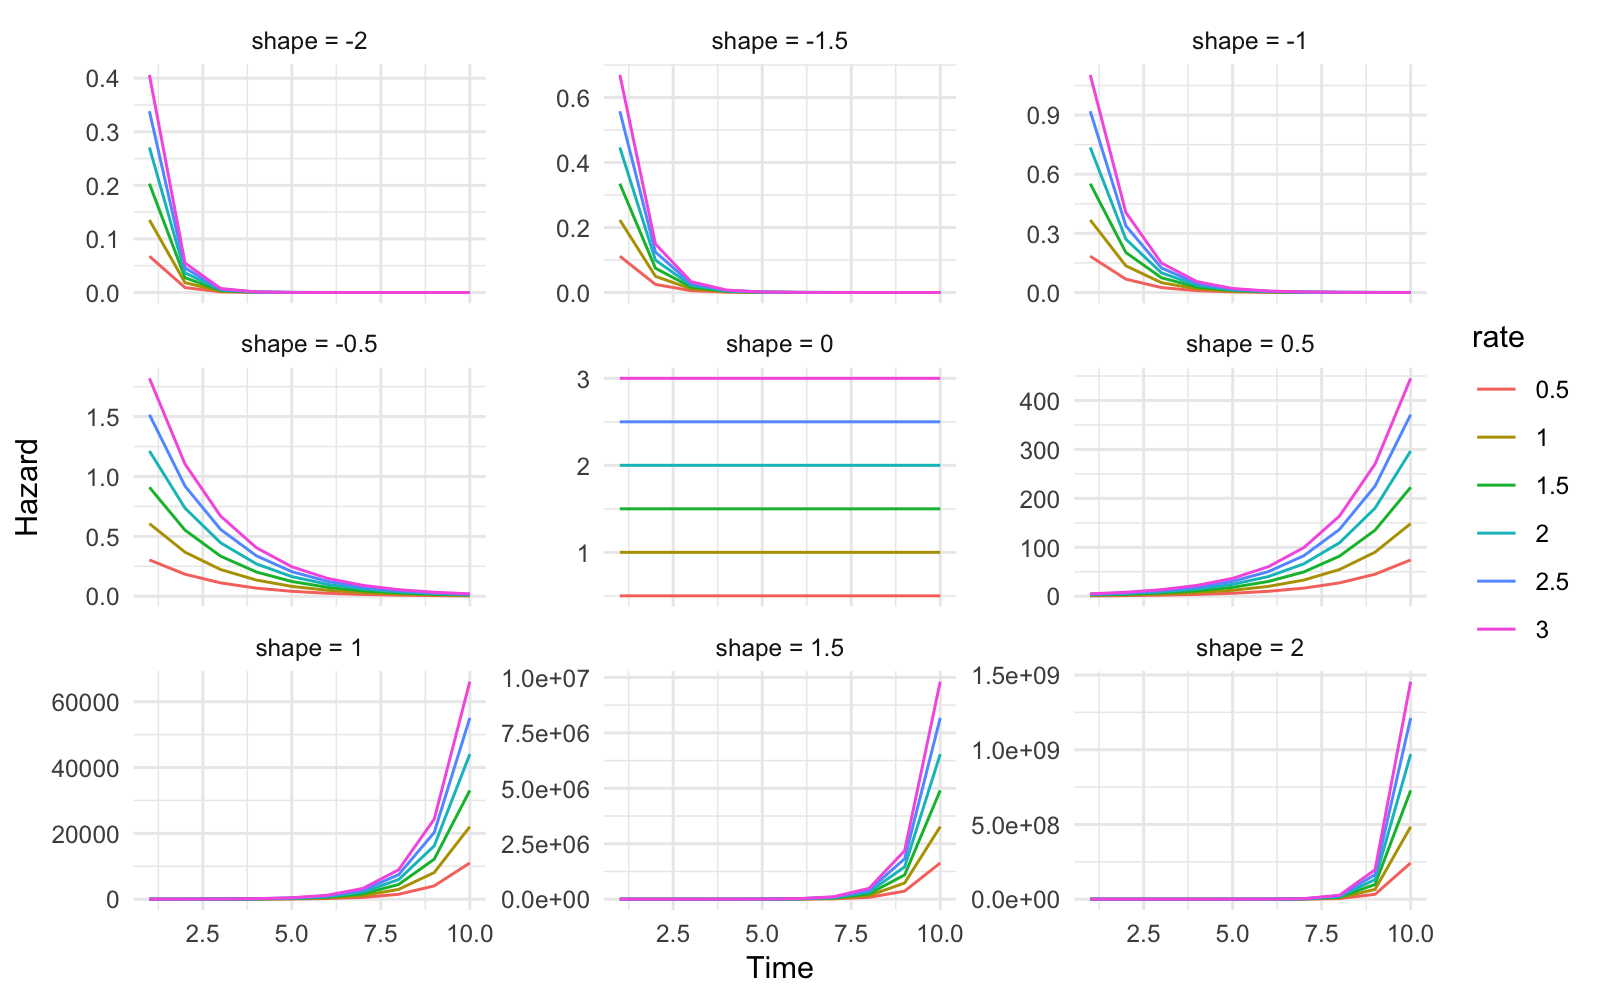 shape = -2
shape = -1.5
shape = -1
0.4
0.3
0.2
0.1
0.0
0.6
0.4
0.2
0.0
0.9
0.6
0.3
0.0
shape = -0.5
shape = 0
shape = 0.5
1.5
1.0
0.5
0.0
3
2
1
400
300
200
100
0
shape = 1
shape = 1.5
shape = 2
60000
40000
20000
0
1.0e+07
7.5e+06
5.0e+06
2.5e+06
0.0e+00
1.5e+09
1.0e+09
5.0e+08
0.0e+00
2.5 5.0 7.5 10.0
2.5 5.0 7.5 10.0
2.5 5.0 7.5 10.0
Time
Hazard
rate
0.5
1
1.5
2
2.5
3